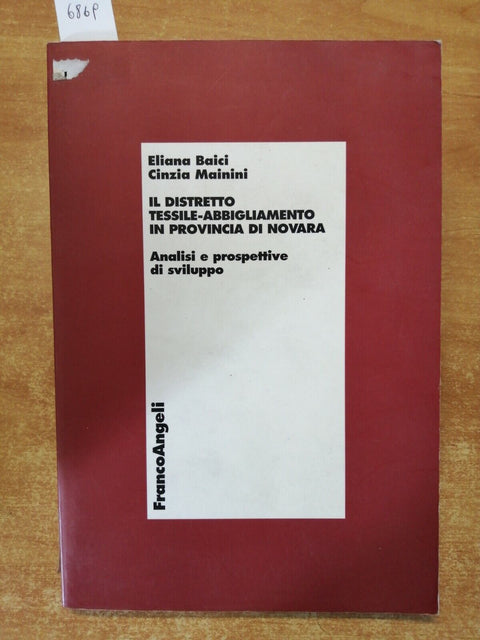 686P
Eliana Baici
Cinzia Mainini
IL DISTRETTO
TESSILE-ABBIGLIAMENTO
IN PROVINCIA DI NOVARA
Analisi e prospettive
di sviluppo
FrancoAngeli